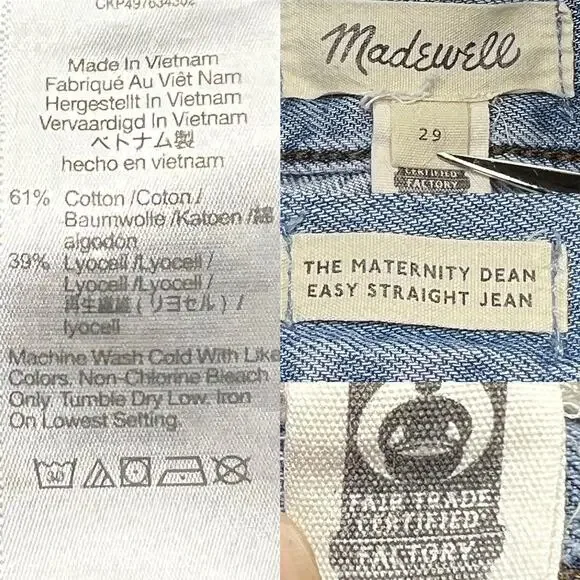 Made In Vietnam
Fabriqué Au Viêt Nam
Hergestellt In Vietnam
Vervaardigd In Vietnam
ベトナム製
hecho en vietnam
61% Cotton /Coton /
Baumwolle /Katoen /綿
algodón
39% Lyocell /Lyocell /
Lyocell /Lyocell /
再生繊維 ( リヨセル ) /
lyocell
Machine Wash Cold With Like
Colors. Non-Chlorine Bleach
Only. Tumble Dry Low. Iron
On Lowest Setting.
Madewell
29
CERTIFIED
FACTORY
THE MATERNITY DEAN
EASY STRAIGHT JEAN
FAIR TRADE
CERTIFIED
FACTORY